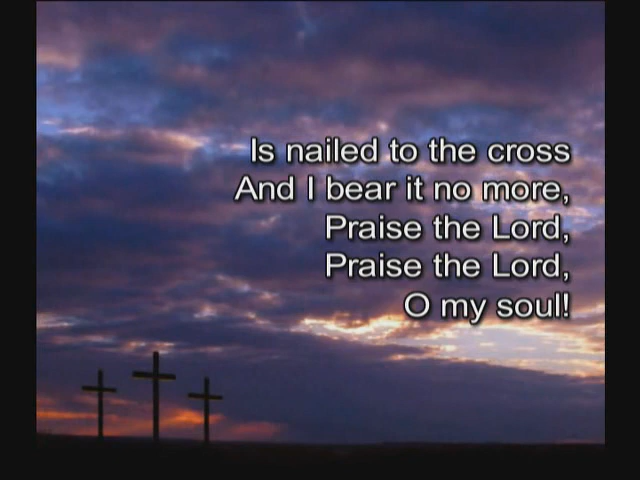 Is nailed to the cross
And I bear it no more,
Praise the Lord,
Praise the Lord,
O my soul!